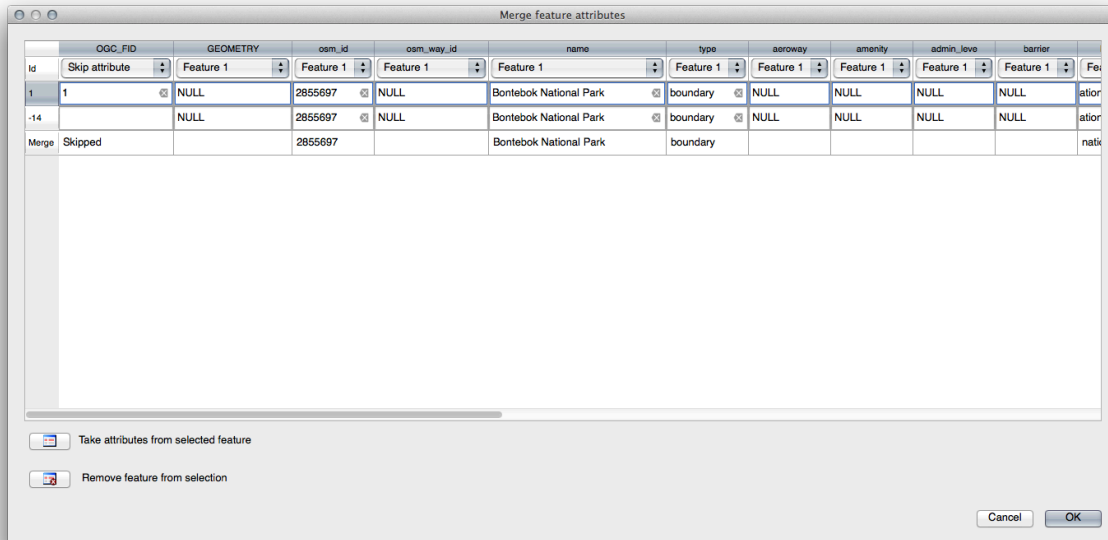 Merge feature attributes
OGC_FID GEOMETRY osm_id osm_way_id name type aeroway amenity admin_leve barrier
Id Skip attribute Feature 1 Feature 1 Feature 1 Feature 1 Feature 1 Feature 1 Feature 1 Feature 1 Feature 1 Fea
1 1 NULL 2855697 NULL Bontebok National Park boundary NULL NULL NULL NULL ation
-14 NULL 2855697 NULL Bontebok National Park boundary NULL NULL NULL NULL ation
Merge Skipped 2855697 Bontebok National Park boundary natio
Take attributes from selected feature
Remove feature from selection
Cancel OK